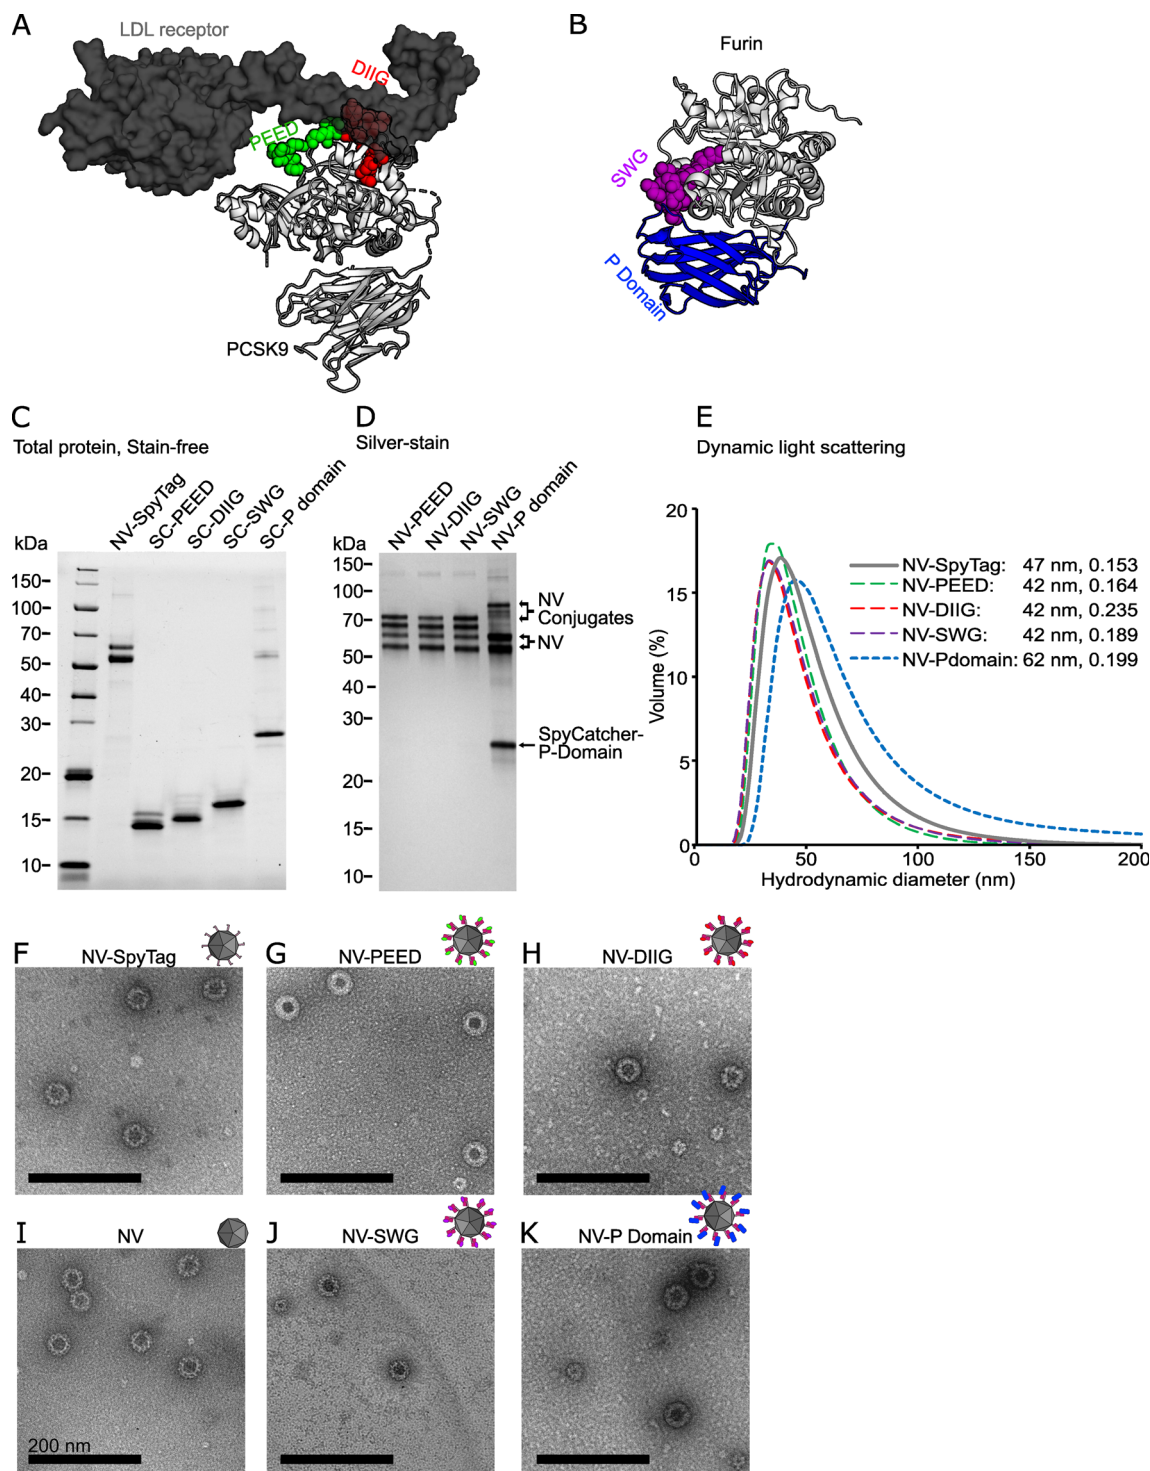 A
LDL receptor
DIIG
PEED
PCSK9
B
Furin
SWG
P Domain
C
Total protein, Stain-free
NV-SpyTag
SC-PEED
SC-DIIG
SC-SWG
SC-P domain
kDa
150
100
70
50
40
30
20
15
10
D
Silver-stain
NV-PEED
NV-DIIG
NV-SWG
NV-P domain
kDa
150
100
70
50
40
30
20
15
10
NV
Conjugates
NV
SpyCatcher-
P-Domain
E
Dynamic light scattering
Volume (%)
20
15
10
5
0
0 50 100 150 200
Hydrodynamic diameter (nm)
NV-SpyTag: 47 nm, 0.153
NV-PEED: 42 nm, 0.164
NV-DIIG: 42 nm, 0.235
NV-SWG: 42 nm, 0.189
NV-Pdomain: 62 nm, 0.199
F
NV-SpyTag
G
NV-PEED
H
NV-DIIG
I
NV
200 nm
J
NV-SWG
K
NV-P Domain